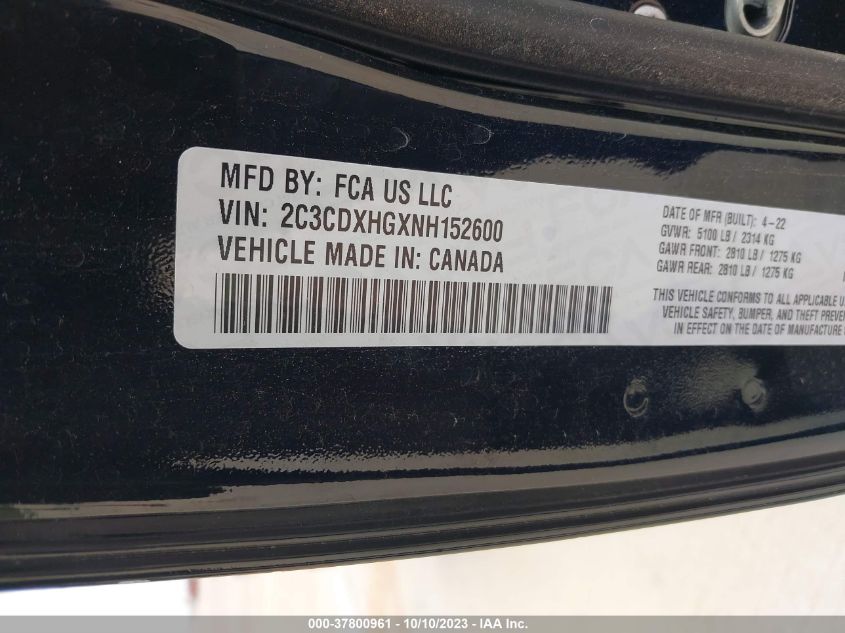 MFD BY: FCA US LLC
VIN: 2C3CDXHGXNH152600
VEHICLE MADE IN: CANADA
DATE OF MFR (BUILT): 4-22
GVWR: 5100 LB / 2314 KG
GAWR FRONT: 2810 LB / 1275 KG
GAWR REAR: 2810 LB / 1275 KG
THIS VEHICLE CONFORMS TO ALL APPLICABLE
VEHICLE SAFETY, BUMPER, AND THEFT
IN EFFECT ON THE DATE OF MANUFACTURE
000-37800961 - 10/10/2023 - IAA Inc.